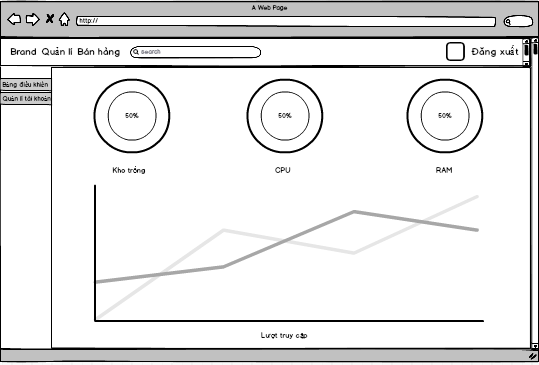 A Web Page
http://
Brand Quản lí Bán hàng search Đăng xuất
Bảng điều khiển
Quản lí tài khoản
50% 50% 50%
Kho trống CPU RAM
Lượt truy cập